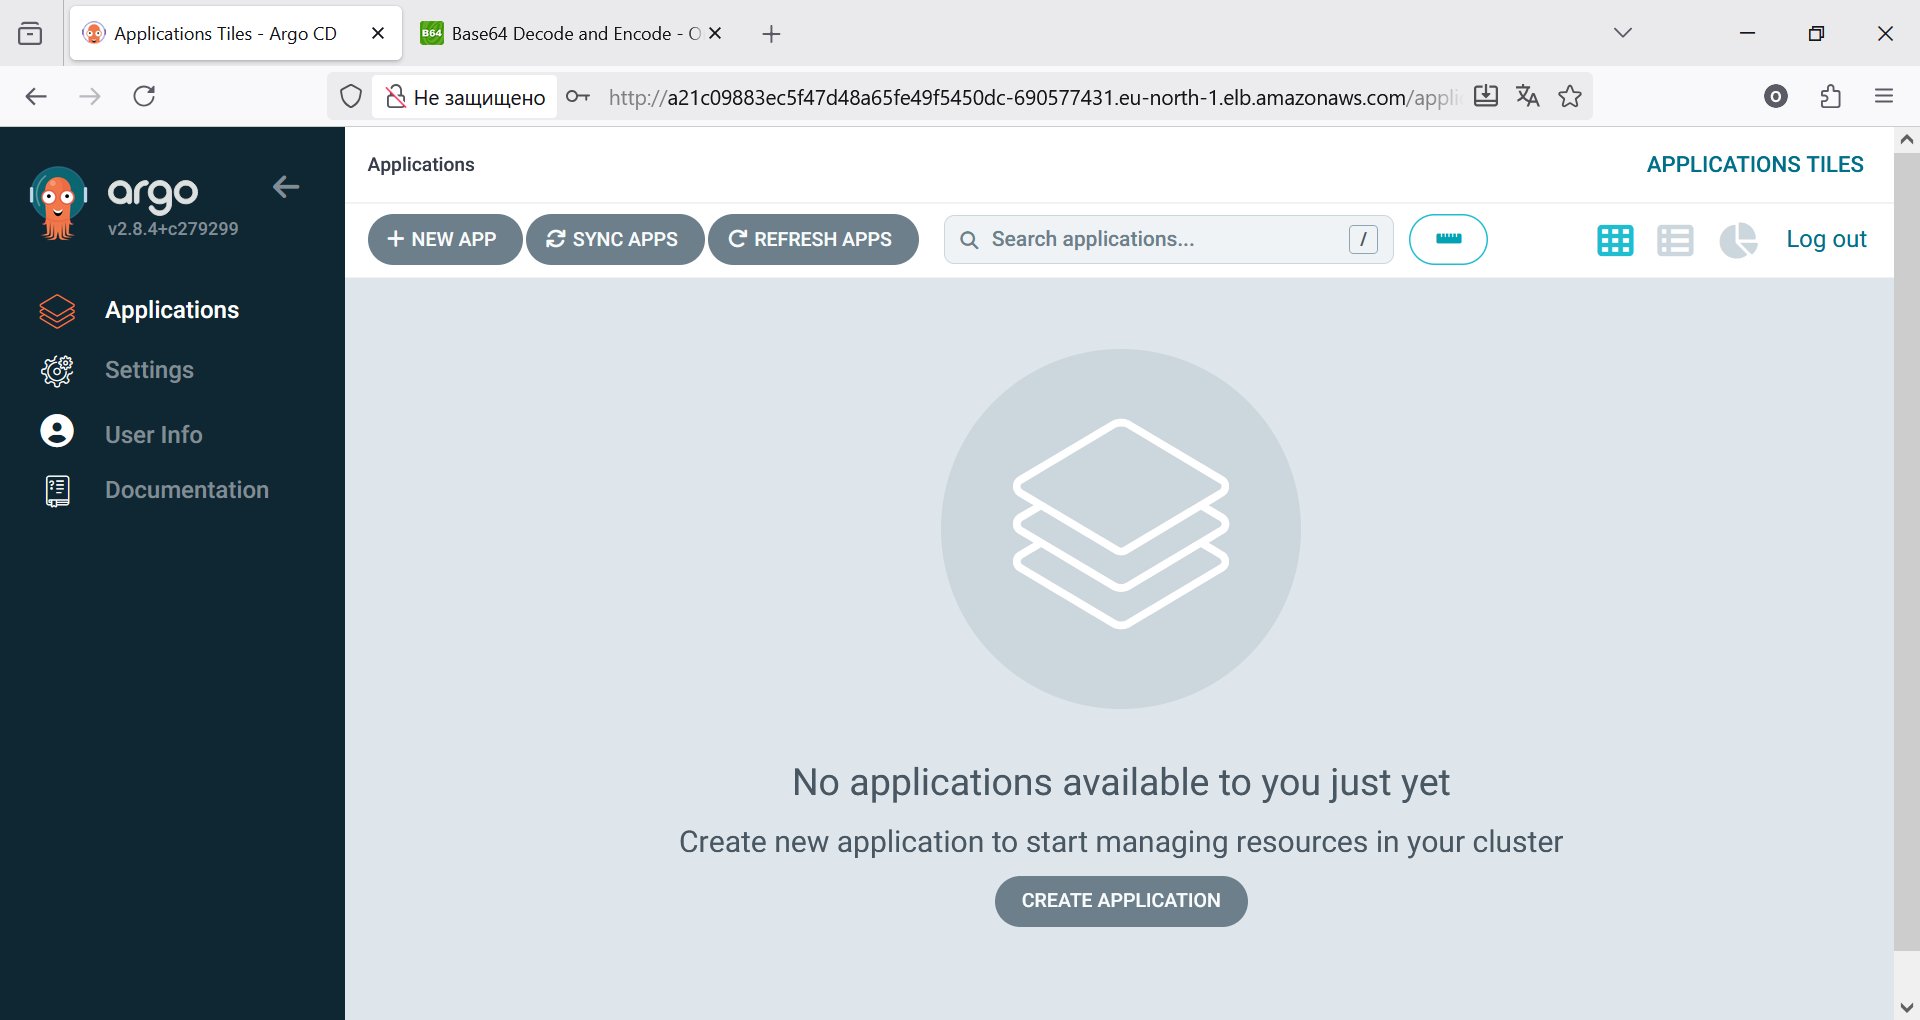 Applications Tiles - Argo CD
B64 Base64 Decode and Encode - O
Не защищено
http://a21c09883ec5f47d48a65fe49f5450dc-690577431.eu-north-1.elb.amazonaws.com/appli
O
argo
v2.8.4+c279299
Applications
Settings
User Info
Documentation
Applications
APPLICATIONS TILES
+ NEW APP
SYNC APPS
REFRESH APPS
Search applications...
/
Log out
No applications available to you just yet
Create new application to start managing resources in your cluster
CREATE APPLICATION